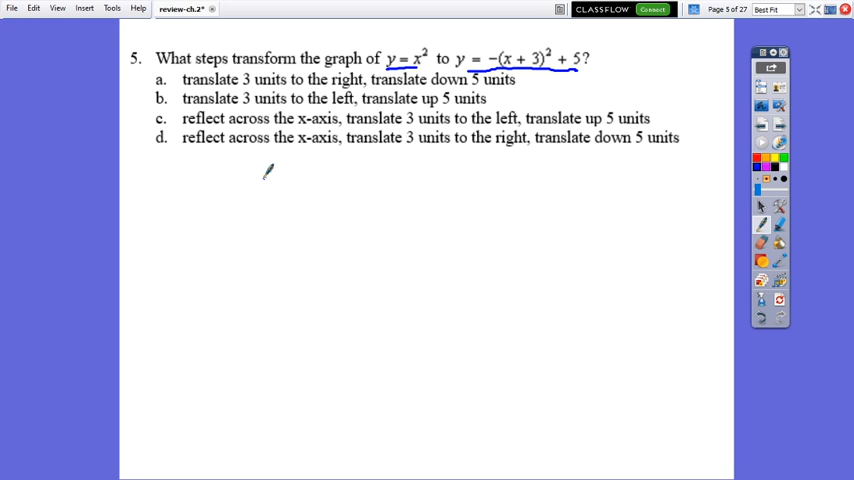 File Edit View Insert Tools Help review-ch.2* CLASSFLOW Connect Page 5 of 27 Best Fit
5. What steps transform the graph of y = x² to y = −(x + 3)² + 5?
a. translate 3 units to the right, translate down 5 units
b. translate 3 units to the left, translate up 5 units
c. reflect across the x-axis, translate 3 units to the left, translate up 5 units
d. reflect across the x-axis, translate 3 units to the right, translate down 5 units